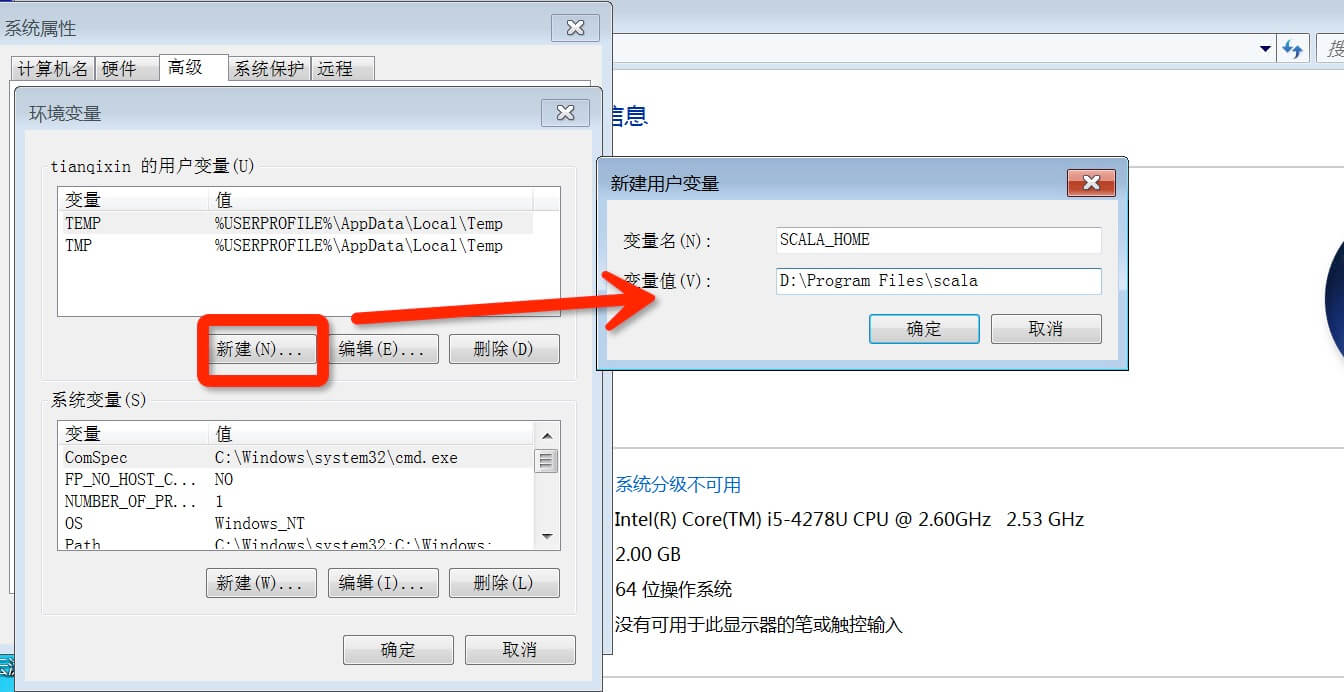 系统属性
计算机名 硬件 高级 系统保护 远程
环境变量
tianqixin 的用户变量(U)
变量 值
TEMP %USERPROFILE%\AppData\Local\Temp
TMP %USERPROFILE%\AppData\Local\Temp
新建(N)... 编辑(E)... 删除(D)
系统变量(S)
变量 值
ComSpec C:\Windows\system32\cmd.exe
FP_NO_HOST_C... NO
NUMBER_OF_PR... 1
OS Windows_NT
Path C:\Windows\system32;C:\Windows;
新建(W)... 编辑(I)... 删除(L)
确定 取消
信息
新建用户变量
变量名(N): SCALA_HOME
变量值(V): D:\Program Files\scala
确定 取消
系统分级不可用
Intel(R) Core(TM) i5-4278U CPU @ 2.60GHz 2.53 GHz
2.00 GB
64 位操作系统
没有可用于此显示器的笔或触控输入